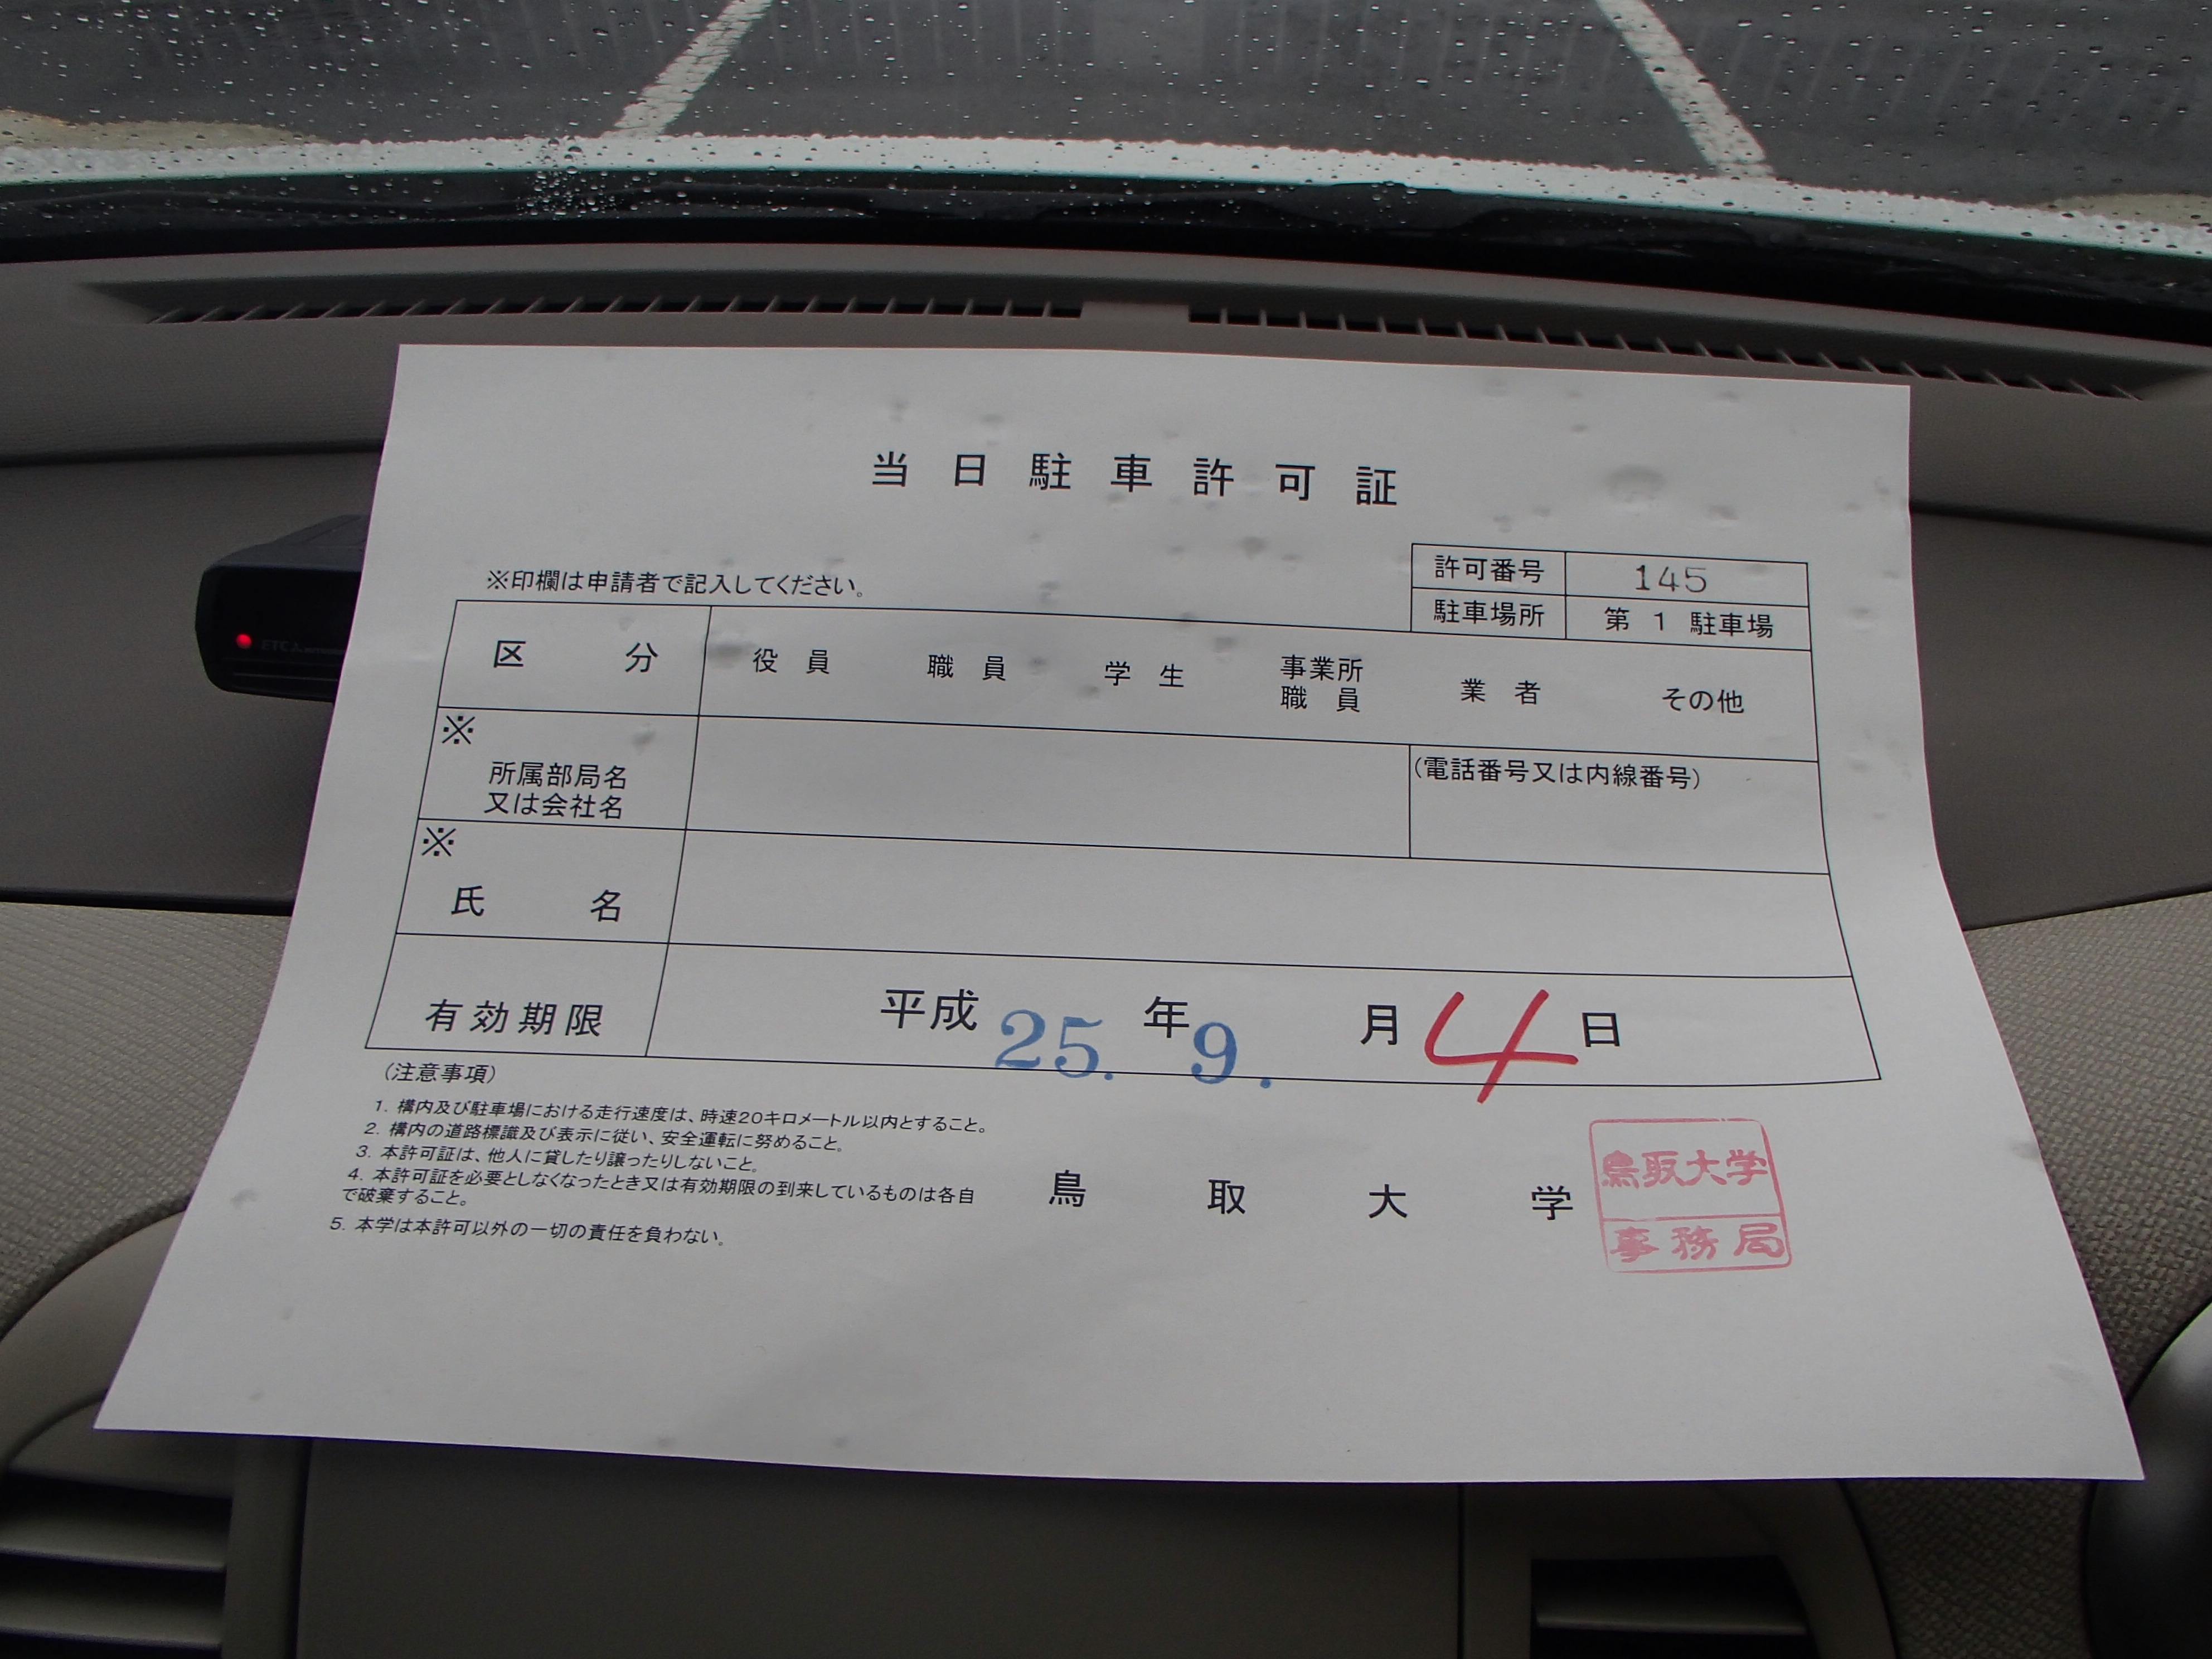 当日駐車許可証
※印欄は申請者で記入してください。
許可番号 145
駐車場所 第 1 駐車場
区 分 役員 職員 学生 事業所職員 業者 その他
※
所属部局名
又は会社名
(電話番号又は内線番号)
※
氏 名
有効期限 平成 25. 年 9. 月 4 日
(注意事項)
1. 構内及び駐車場における走行速度は、時速20キロメートル以内とすること。
2. 構内の道路標識及び表示に従い、安全運転に努めること。
3. 本許可証は、他人に貸したり譲ったりしないこと。
4. 本許可証を必要としなくなったとき又は有効期限の到来しているものは各自
で破棄すること。
5. 本学は本許可以外の一切の責任を負わない。
鳥 取 大 学
鳥取大学
事務局
ETC